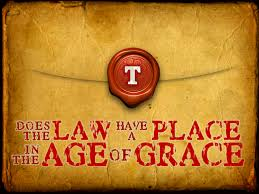 T
DOES THE LAW HAVE A PLACE
IN THE AGE OF GRACE